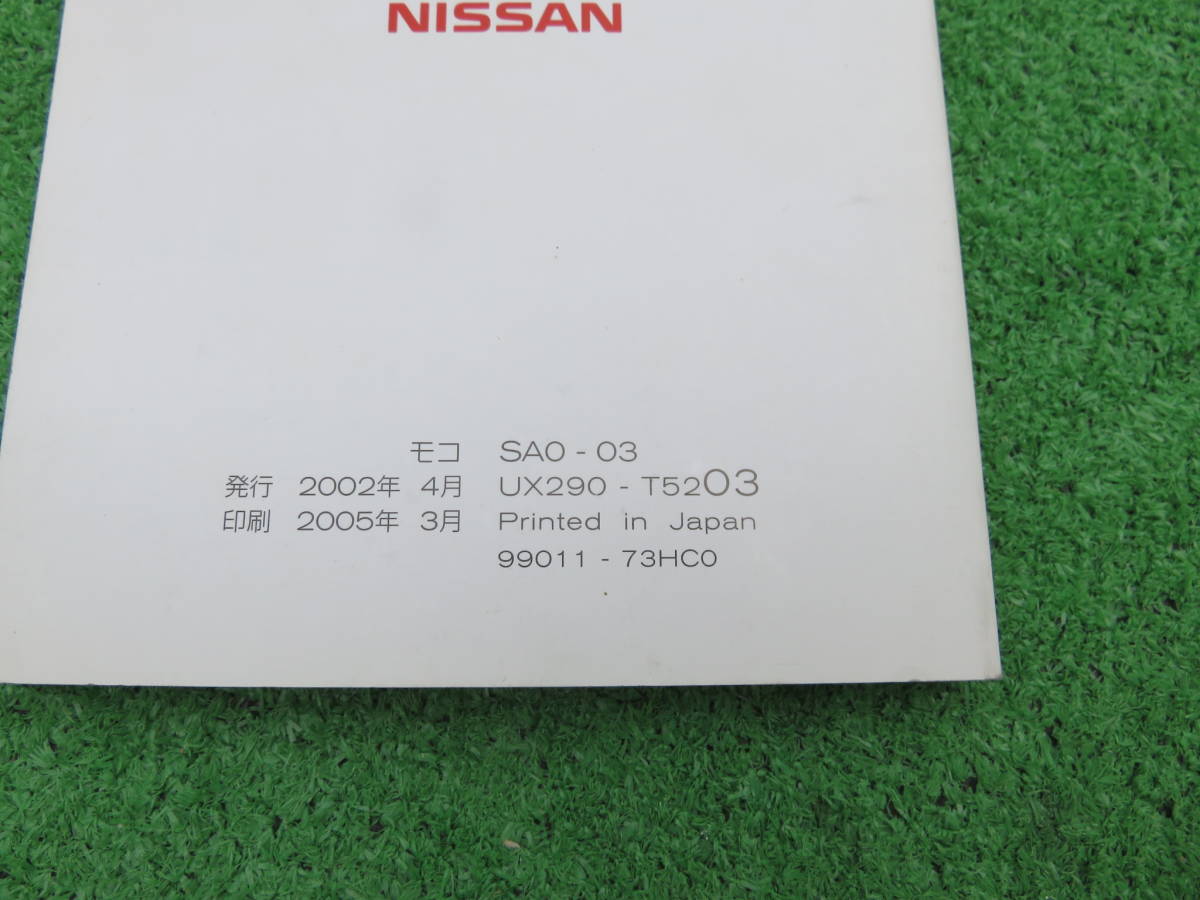 NISSAN
モコ SA0 - 03
発行 2002年 4月 UX290 - T5203
印刷 2005年 3月 Printed in Japan
99011 - 73HC0